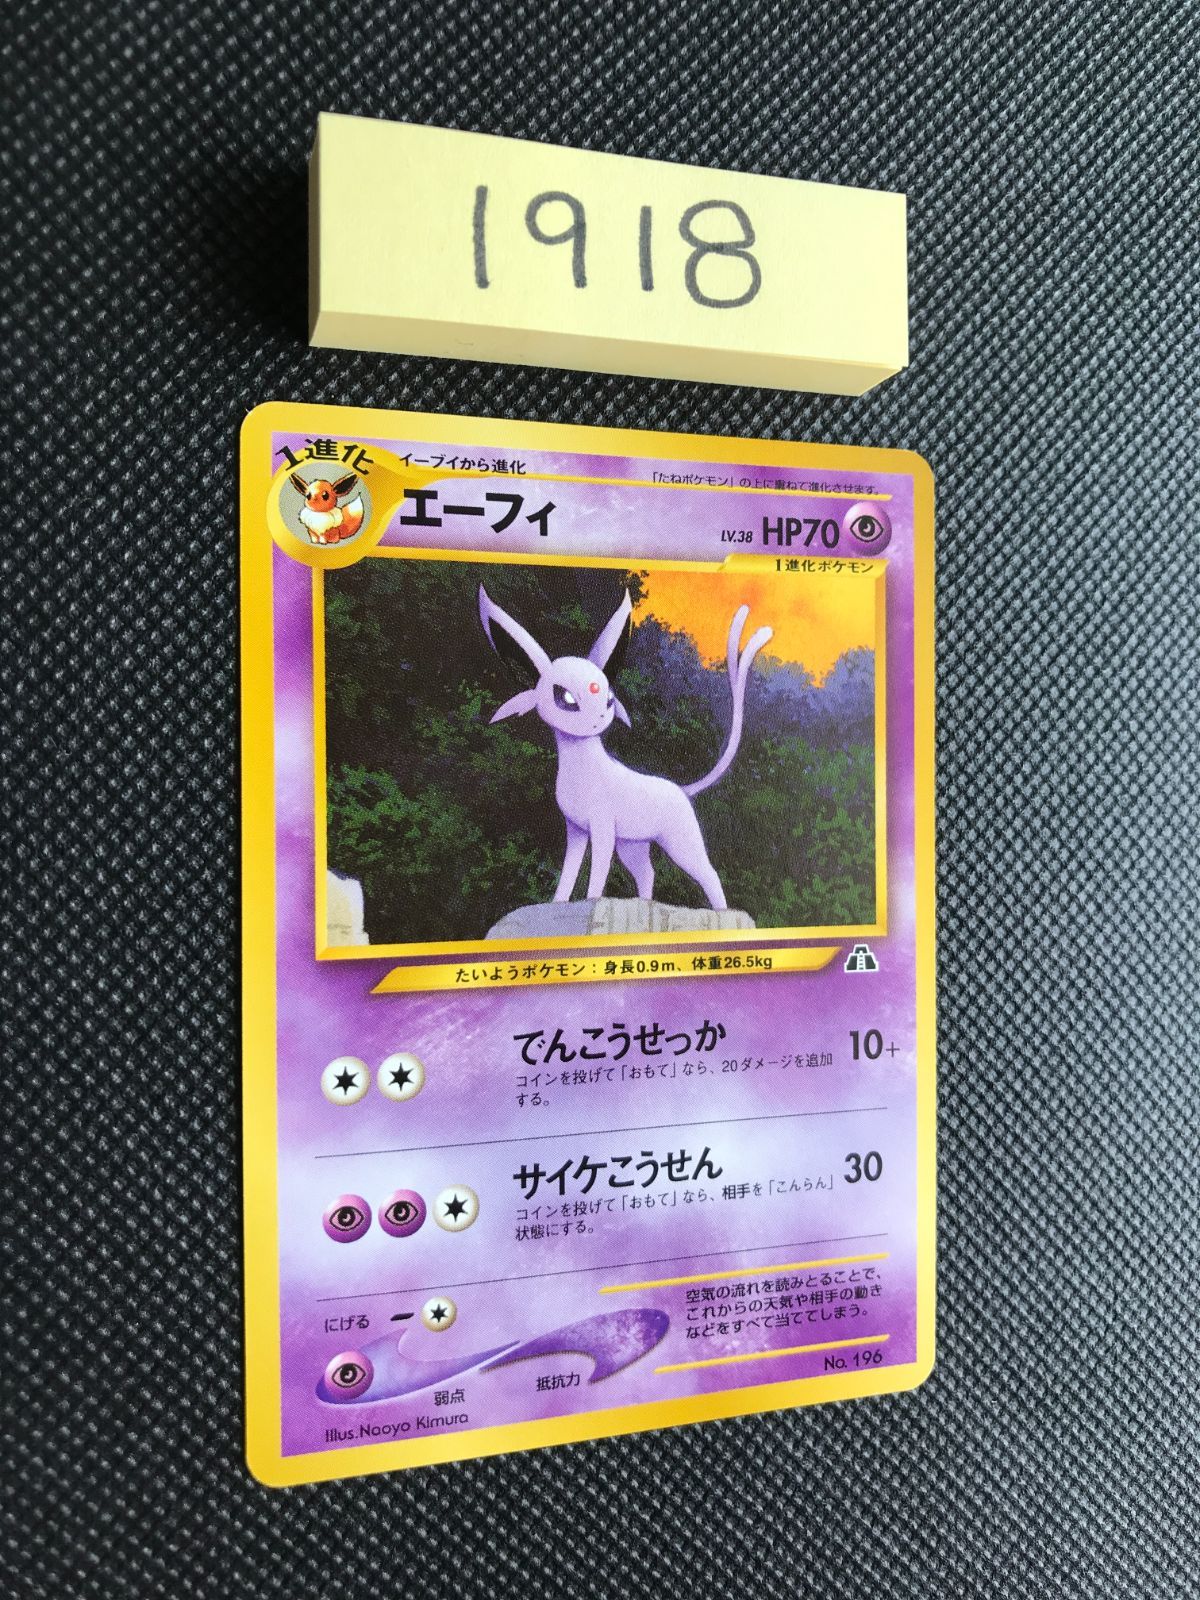 1918
1進化
イーブイから進化
「たねポケモン」の上に重ねて進化させます。
エーフィ
LV.38 HP70
1進化ポケモン
たいようポケモン：身長0.9m、体重26.5kg
でんこうせっか 10+
コインを投げて「おもて」なら、20ダメージを追加
する。
サイケこうせん 30
コインを投げて「おもて」なら、相手を「こんらん」
状態にする。
にげる
弱点
抵抗力
空気の流れを読みとることで、
これからの天気や相手の動き
などをすべて当ててしまう。
No. 196
Illus.Naoyo Kimura